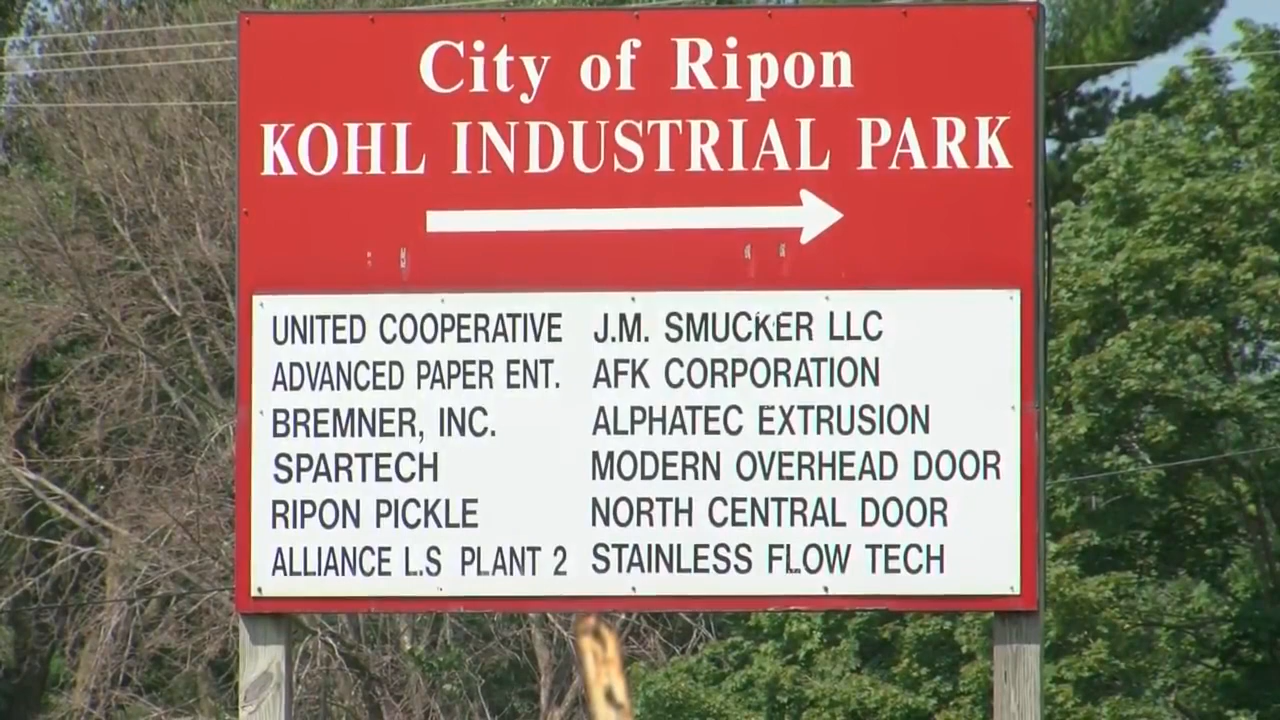 City of Ripon
KOHL INDUSTRIAL PARK
UNITED COOPERATIVE
ADVANCED PAPER ENT.
BREMNER, INC.
SPARTECH
RIPON PICKLE
ALLIANCE L.S PLANT 2
J.M. SMUCKER LLC
AFK CORPORATION
ALPHATEC EXTRUSION
MODERN OVERHEAD DOOR
NORTH CENTRAL DOOR
STAINLESS FLOW TECH